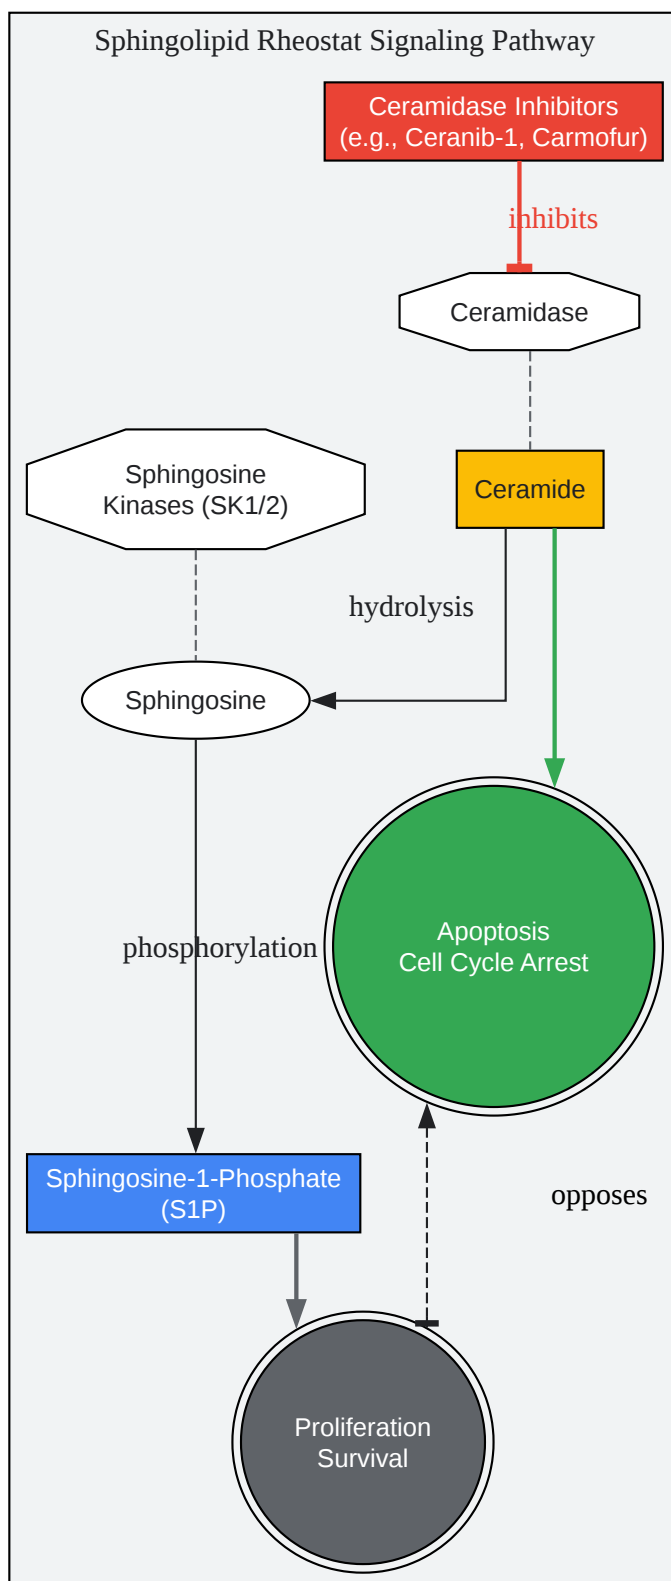 Sphingolipid Rheostat Signaling Pathway
Ceramidase Inhibitors
(e.g., Ceranib-1, Carmofur)
inhibits
Ceramidase
Sphingosine
Kinases (SK1/2)
Ceramide
hydrolysis
Sphingosine
Apoptosis
Cell Cycle Arrest
phosphorylation
Sphingosine-1-Phosphate
(S1P)
opposes
Proliferation
Survival